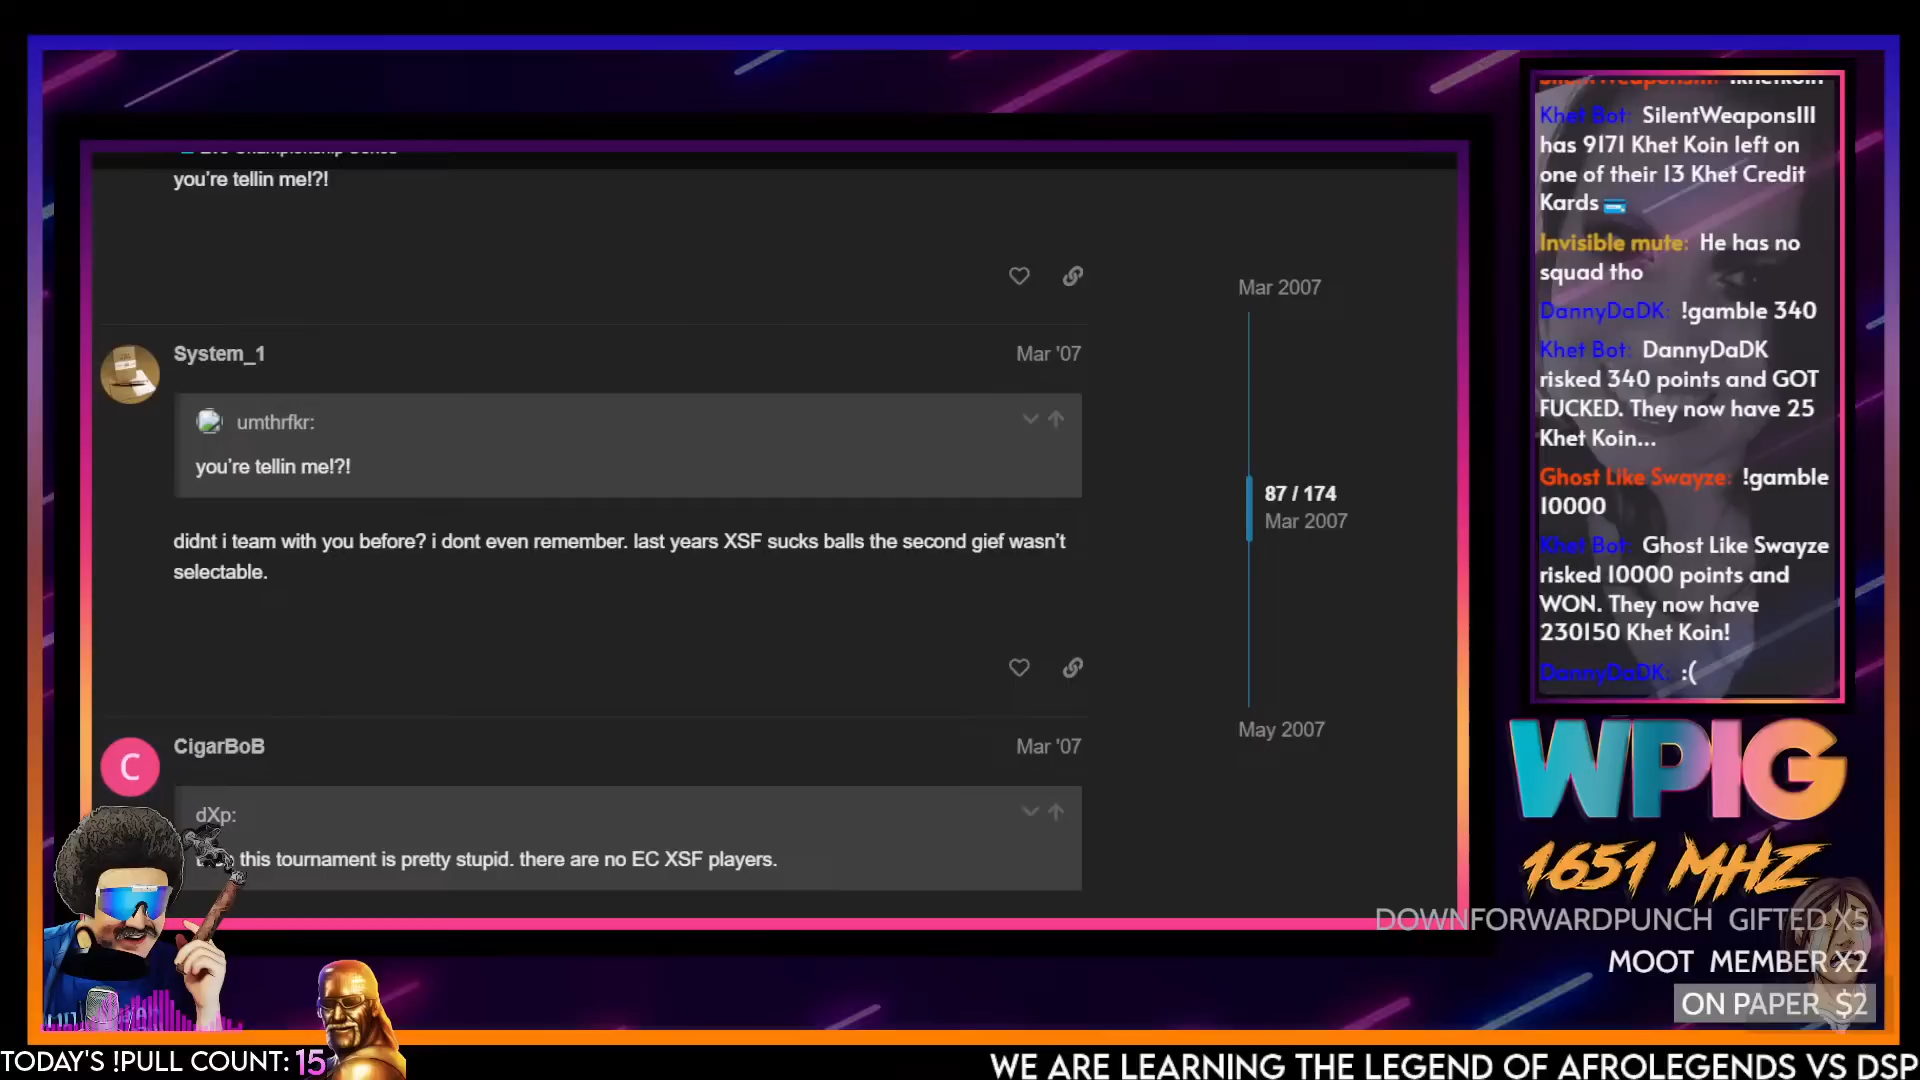 you're tellin me!?!
Mar 2007
System_1
Mar '07
umthrfkr:
you're tellin me!?!
didnt i team with you before? i dont even remember. last years XSF sucks balls the second gief wasn't
selectable.
87 / 174
Mar 2007
May 2007
C
CigarBoB
Mar '07
dXp:
this tournament is pretty stupid. there are no EC XSF players.
Khet Bot: SilentWeaponsIII
has 9171 Khet Koin left on
one of their 13 Khet Credit
Kards
Invisible mute: He has no
squad tho
DannyDaDK: !gamble 340
Khet Bot: DannyDaDK
risked 340 points and GOT
FUCKED. They now have 25
Khet Koin...
Ghost Like Swayze: !gamble
10000
Khet Bot: Ghost Like Swayze
risked 10000 points and
WON. They now have
230150 Khet Koin!
DannyDaDK: :(
WPIG
1651 MHZ
DOWNFORWARDPUNCH GIFTED X5
MOOT MEMBER X2
ON PAPER $2
TODAY'S !PULL COUNT: 15
WE ARE LEARNING THE LEGEND OF AFROLEGENDS VS DSP